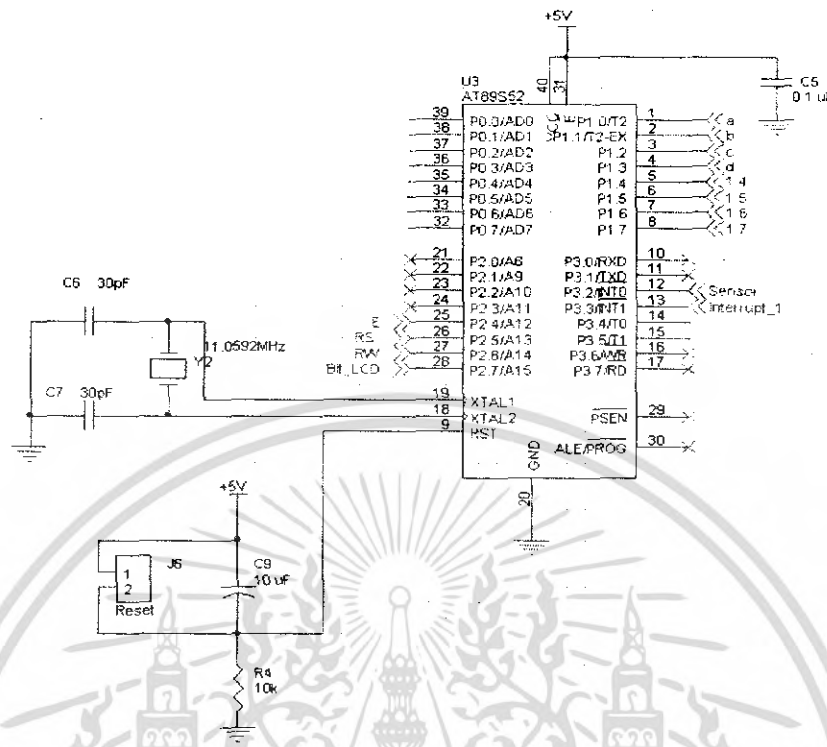 +5V
U3
AT89S52
40
31
VCC
C5
39 P0.0/AD0 P1.0/T2 1 a
38 P0.1/AD1 P1.1/T2-EX 2 b
37 P0.2/AD2 P1.2 3 c
36 P0.3/AD3 P1.3 4 d
35 P0.4/AD4 P1.4 5 1.4
34 P0.5/AD5 P1.5 6 1.5
33 P0.6/AD6 P1.6 7 1.6
32 P0.7/AD7 P1.7 8 1.7
21 P2.0/A8 P3.0/RXD 10
22 P2.1/A9 P3.1/TXD 11
23 P2.2/A10 P3.2/INT0 12 Sensor
24 P2.3/A11 P3.3/INT1 13 Interrupt_1
E 25 P2.4/A12 P3.4/T0 14
RS 26 P2.5/A13 P3.5/T1 15
RW 27 P2.6/A14 P3.6/WR 16
Bit_LCD 28 P2.7/A15 P3.7/RD 17
C6 30pF
11.0592MHz
Y2
C7 30pF
19 XTAL1
18 XTAL2 PSEN 29
9 RST
ALE/PROG 30
GND
20
+5V
J6
1
2
Reset
C9
10 uF
R4
10k